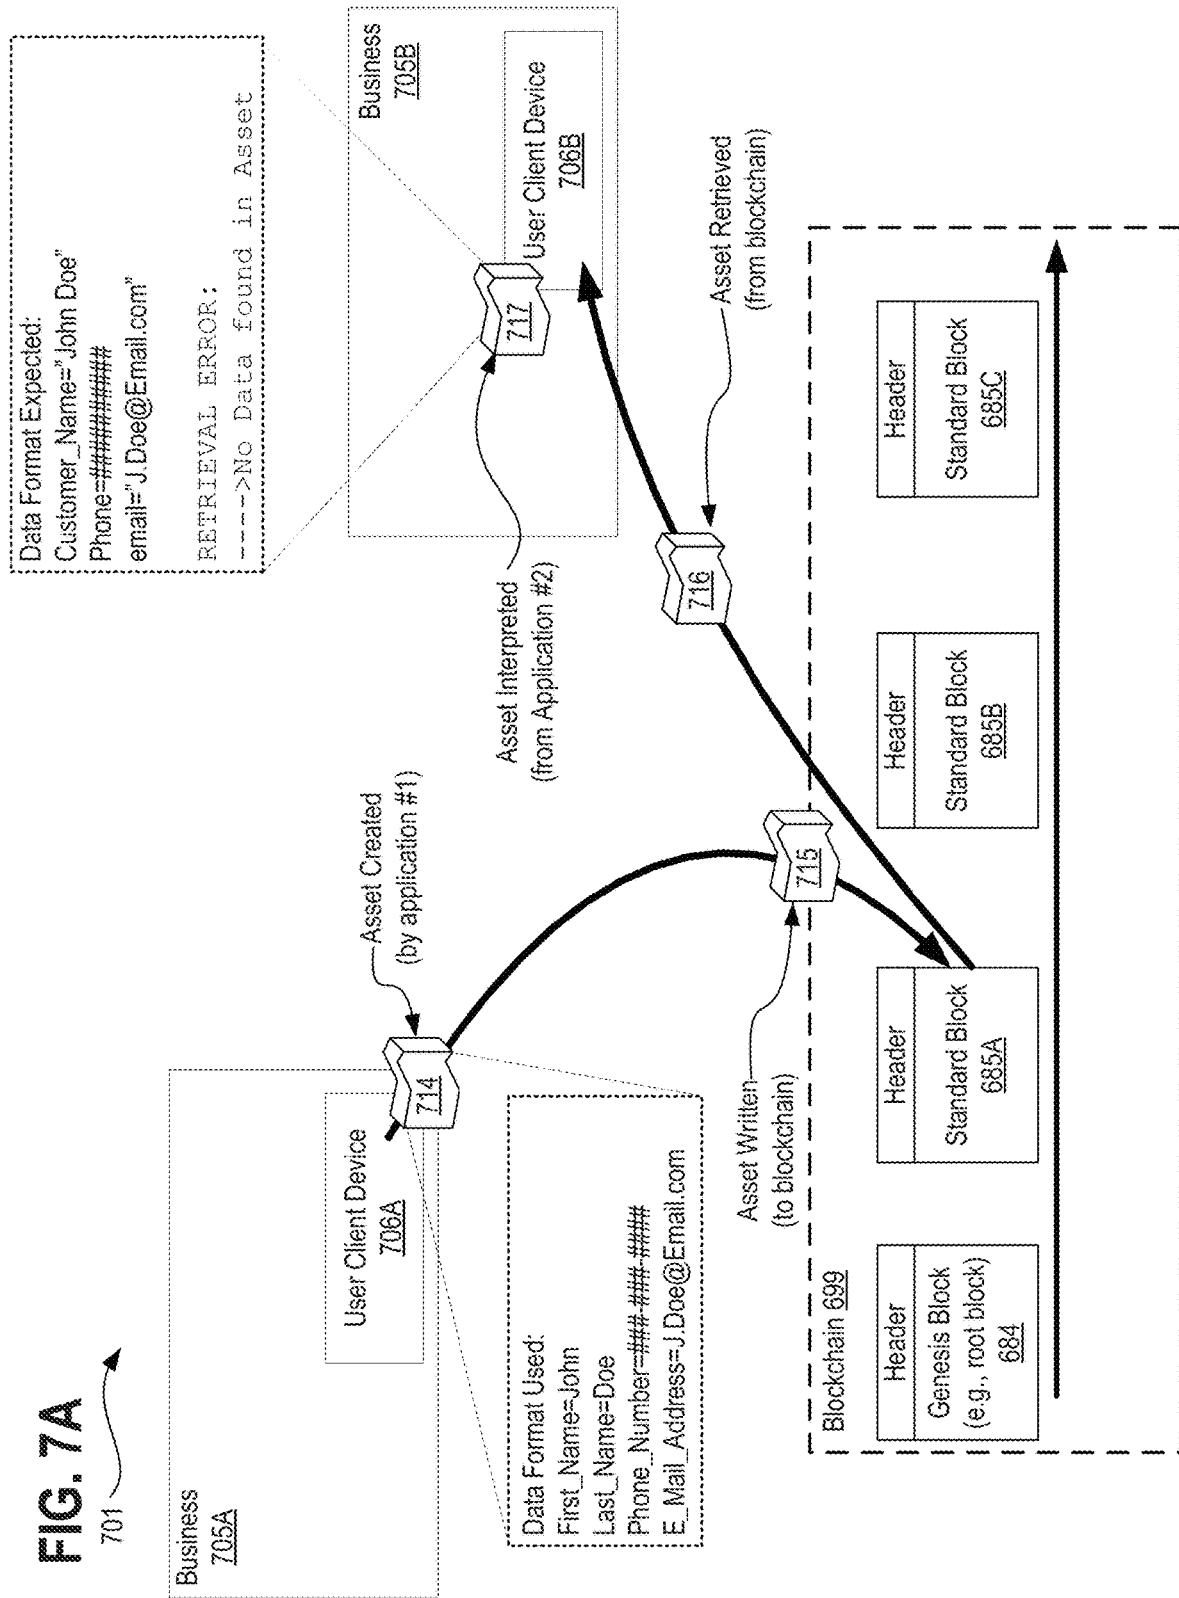 FIG. 7A
701
Business
705A
User Client Device
706A
714
Asset Created
(by application #1)
Data Format Used:
First_Name=John
Last_Name=Doe
Phone_Number=###-###-####
E_Mail_Address=J.Doe@Email.com
Data Format Expected:
Customer_Name="John Doe"
Phone=##########
email="J.Doe@Email.com"
RETRIEVAL ERROR:
---->No Data found in Asset
Business
705B
User Client Device
706B
717
Asset Interpreted
(from Application #2)
716
Asset Retrieved
(from blockchain)
715
Asset Written
(to blockchain)
Blockchain 699
Header
Genesis Block
(e.g., root block)
684
Header
Standard Block
685A
Header
Standard Block
685B
Header
Standard Block
685C